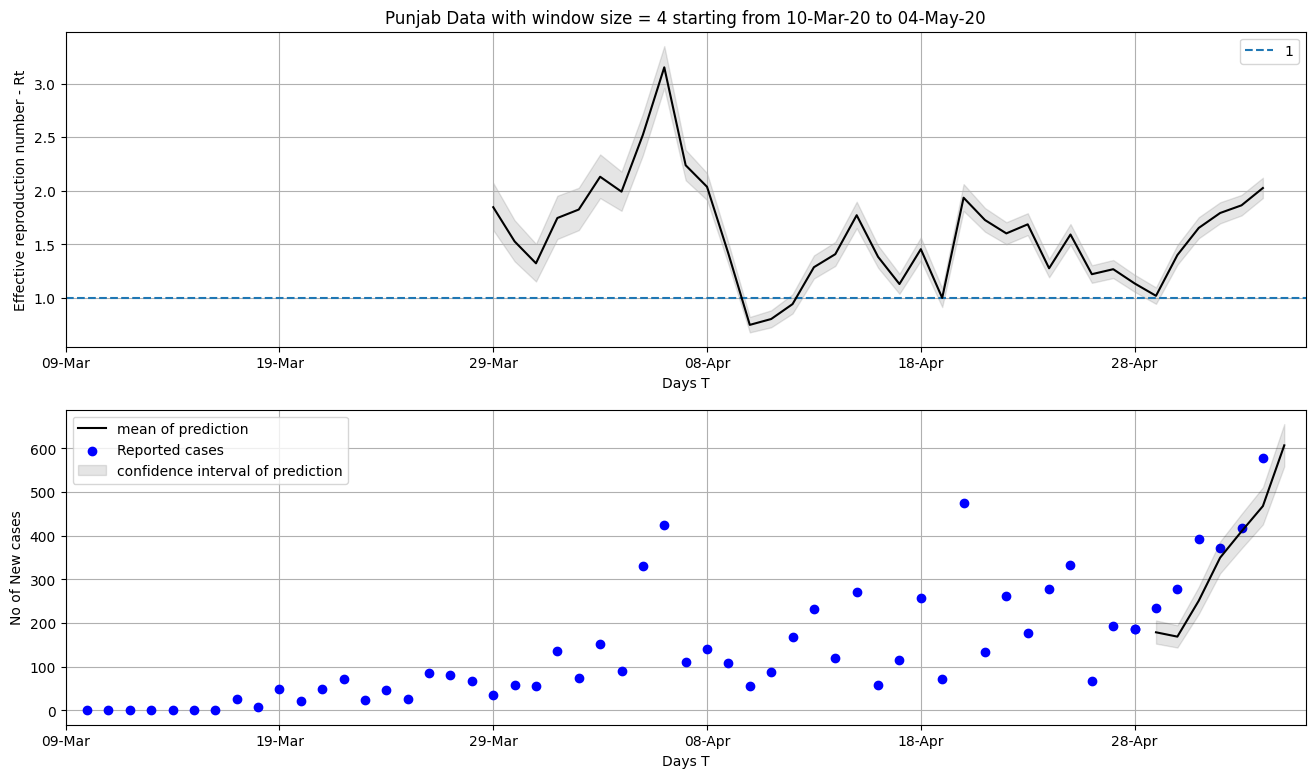 Punjab Data with window size = 4 starting from 10-Mar-20 to 04-May-20
1
Effective reproduction number - Rt
3.0
2.5
2.0
1.5
1.0
09-Mar 19-Mar 29-Mar 08-Apr 18-Apr 28-Apr
Days T
mean of prediction
Reported cases
confidence interval of prediction
No of New cases
600
500
400
300
200
100
0
09-Mar 19-Mar 29-Mar 08-Apr 18-Apr 28-Apr
Days T